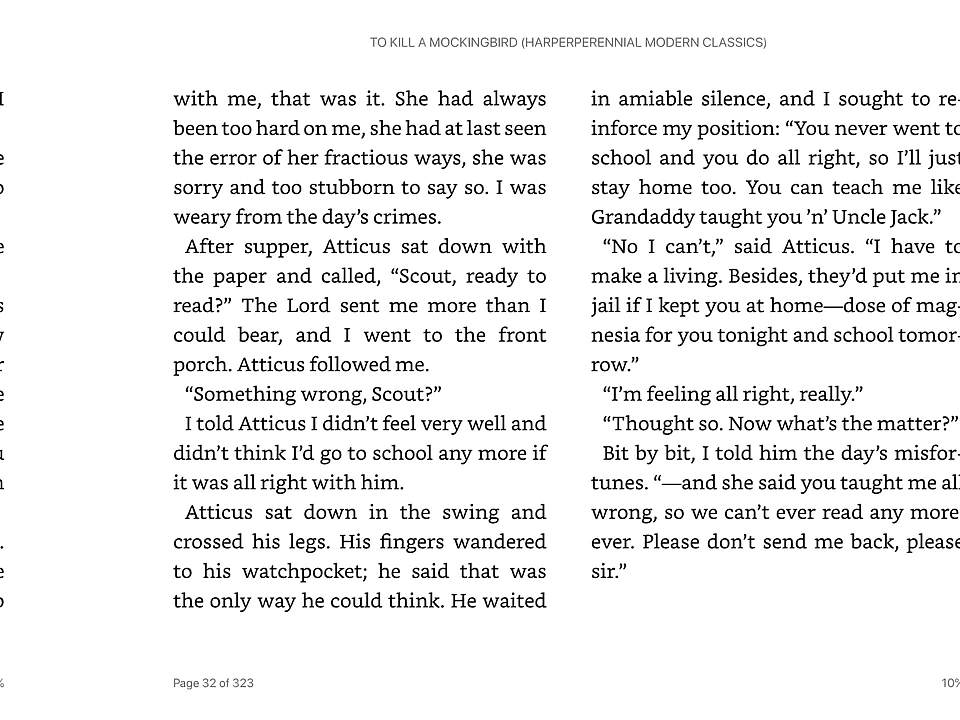 TO KILL A MOCKINGBIRD (HARPERPERENNIAL MODERN CLASSICS)
with me, that was it. She had always
been too hard on me, she had at last seen
the error of her fractious ways, she was
sorry and too stubborn to say so. I was
weary from the day’s crimes.
After supper, Atticus sat down with
the paper and called, “Scout, ready to
read?” The Lord sent me more than I
could bear, and I went to the front
porch. Atticus followed me.
“Something wrong, Scout?”
I told Atticus I didn’t feel very well and
didn’t think I’d go to school any more if
it was all right with him.
Atticus sat down in the swing and
crossed his legs. His fingers wandered
to his watchpocket; he said that was
the only way he could think. He waited
in amiable silence, and I sought to re-
inforce my position: “You never went to
school and you do all right, so I’ll just
stay home too. You can teach me like
Grandaddy taught you ’n’ Uncle Jack.”
“No I can’t,” said Atticus. “I have to
make a living. Besides, they’d put me in
jail if I kept you at home—dose of mag-
nesia for you tonight and school tomor-
row.”
“I’m feeling all right, really.”
“Thought so. Now what’s the matter?”
Bit by bit, I told him the day’s misfor-
tunes. “—and she said you taught me all
wrong, so we can’t ever read any more,
ever. Please don’t send me back, please
sir.”
Page 32 of 323
10%